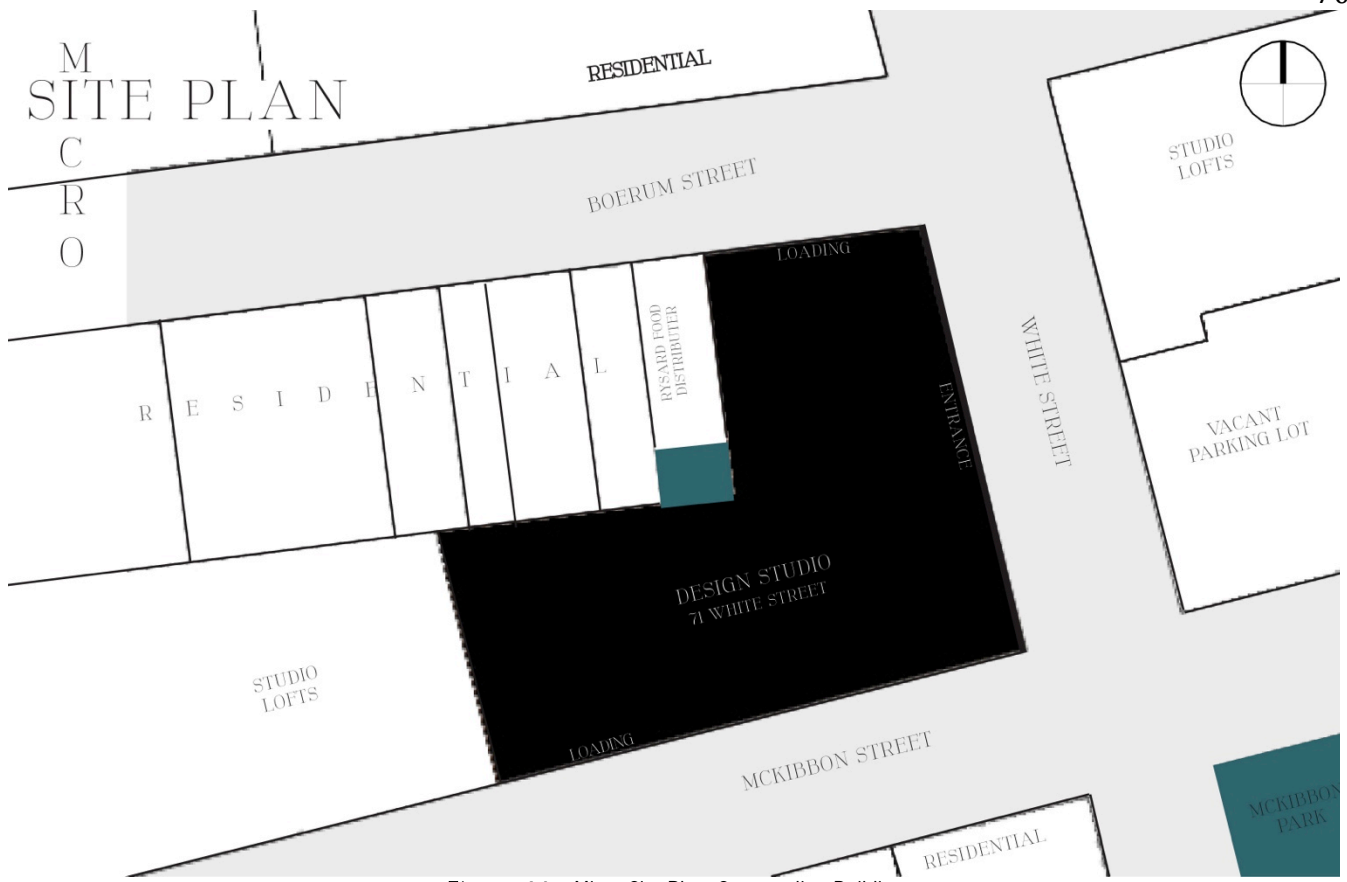 M
SITE PLAN
C
R
O
RESIDENTIAL
BOERUM STREET
STUDIO
LOFTS
LOADING
RYSARD FOOD
DISTRIBUTER
RESIDENTIAL
ENTRANCE
WHITE STREET
VACANT
PARKING LOT
DESIGN STUDIO
71 WHITE STREET
STUDIO
LOFTS
LOADING
MCKIBBON STREET
MCKIBBON
PARK
RESIDENTIAL